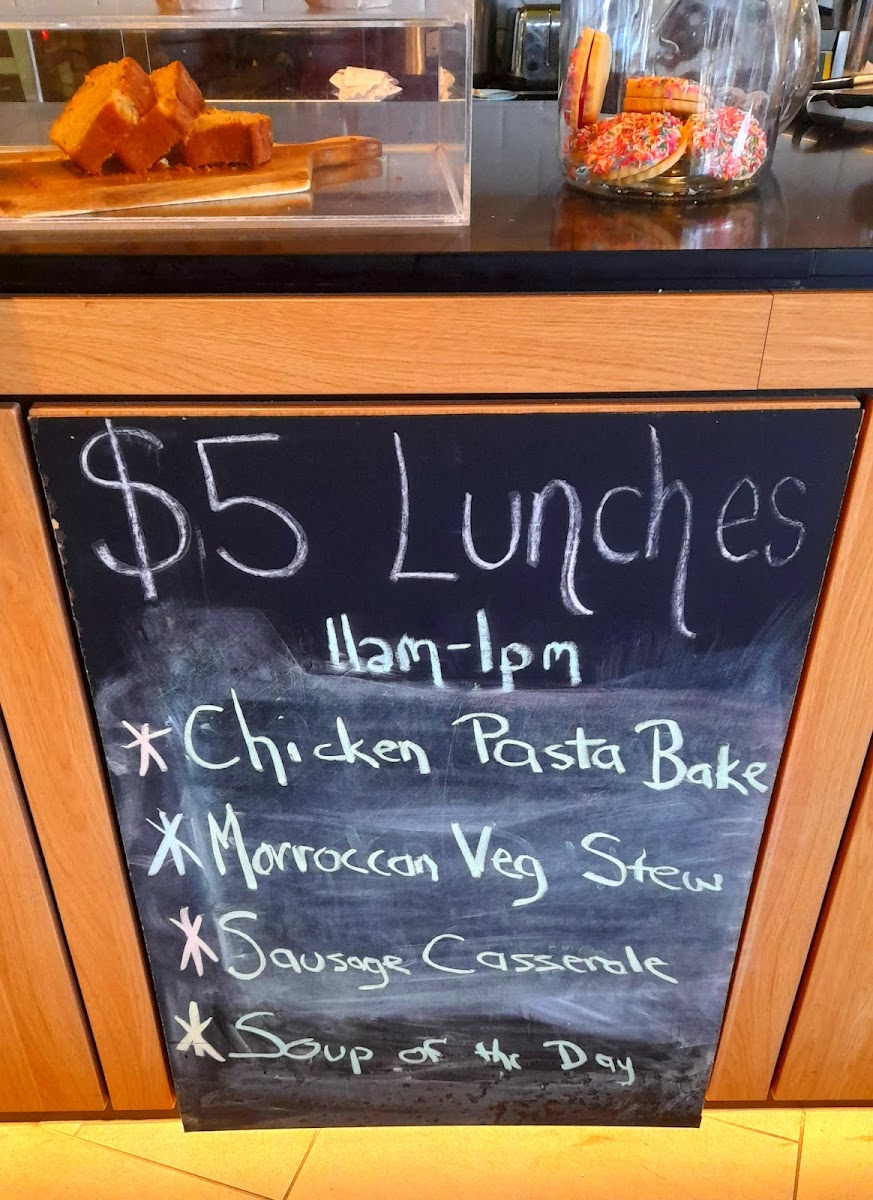 $5 Lunches
11am-1pm
* Chicken Pasta Bake
* Morroccan Veg Stew
* Sausage Casserole
* Soup of the Day